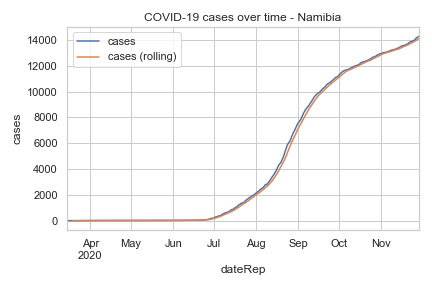 COVID-19 cases over time - Namibia
cases
cases (rolling)
14000
12000
10000
8000
6000
4000
2000
0
cases
Apr
2020
May
Jun
Jul
Aug
Sep
Oct
Nov
dateRep